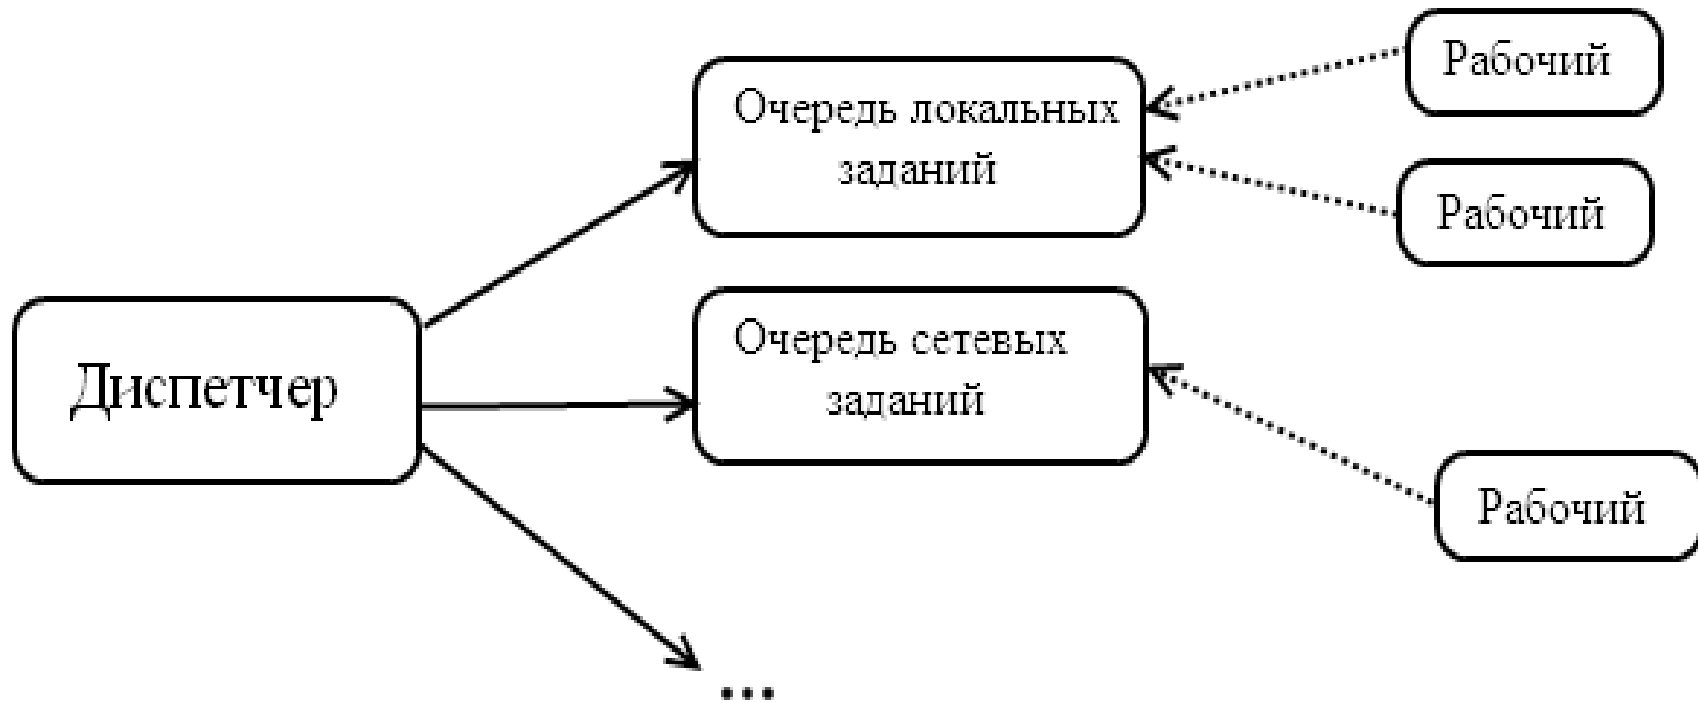 Рабочий
Очередь локальных
заданий
Рабочий
Диспетчер
Очередь сетевых
заданий
Рабочий
...